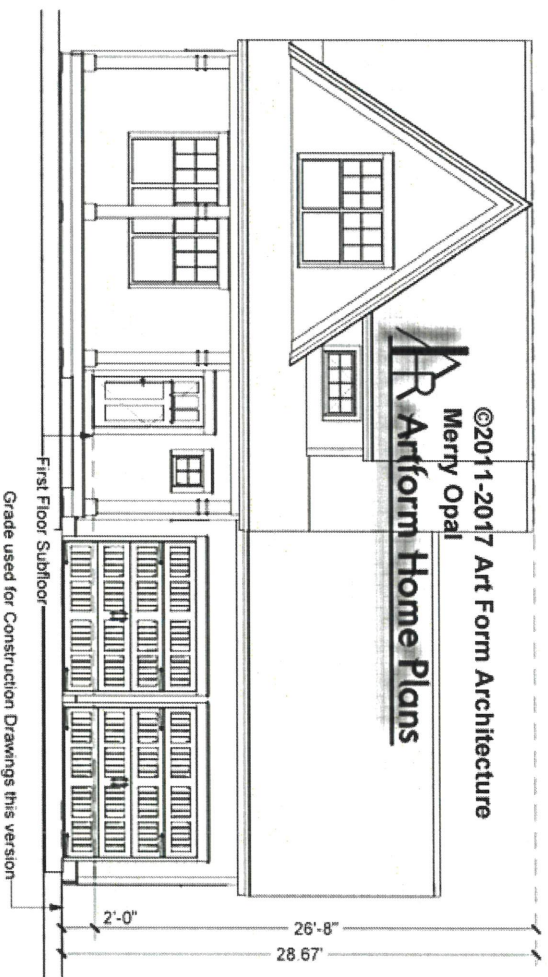 ©2011-2017 Art Form Architecture
Merry Opal
Artform Home Plans
First Floor Subfloor
Grade used for Construction Drawings this version
2'-0"
26'-8"
28.67'